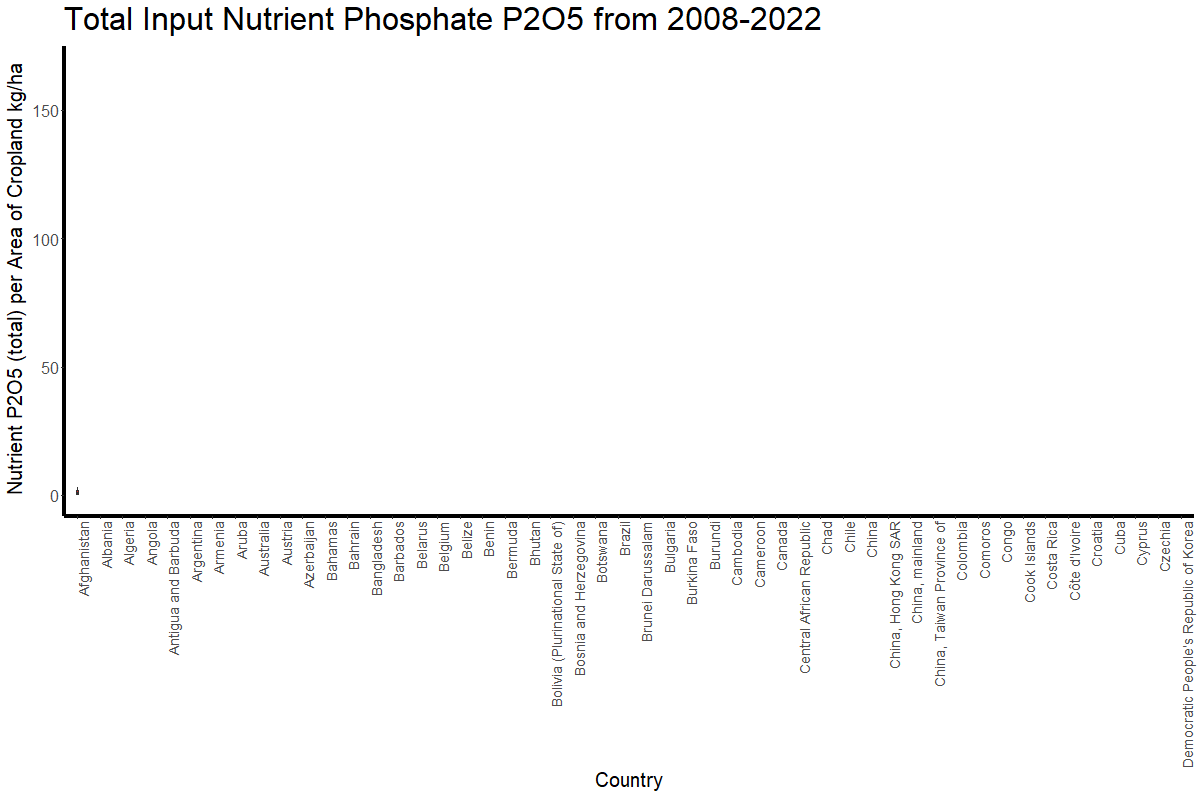 Total Input Nutrient Phosphate P2O5 from 2008-2022
Nutrient P2O5 (total) per Area of Cropland kg/ha
150
100
50
0
Afghanistan
Albania
Algeria
Angola
Antigua and Barbuda
Argentina
Armenia
Aruba
Australia
Austria
Azerbaijan
Bahamas
Bahrain
Bangladesh
Barbados
Belarus
Belgium
Belize
Benin
Bermuda
Bhutan
Bolivia (Plurinational State of)
Bosnia and Herzegovina
Botswana
Brazil
Brunei Darussalam
Bulgaria
Burkina Faso
Burundi
Cambodia
Cameroon
Canada
Central African Republic
Chad
Chile
China
China, Hong Kong SAR
China, mainland
China, Taiwan Province of
Colombia
Comoros
Congo
Cook Islands
Costa Rica
Côte d'Ivoire
Croatia
Cuba
Cyprus
Czechia
Democratic People's Republic of Korea
Country